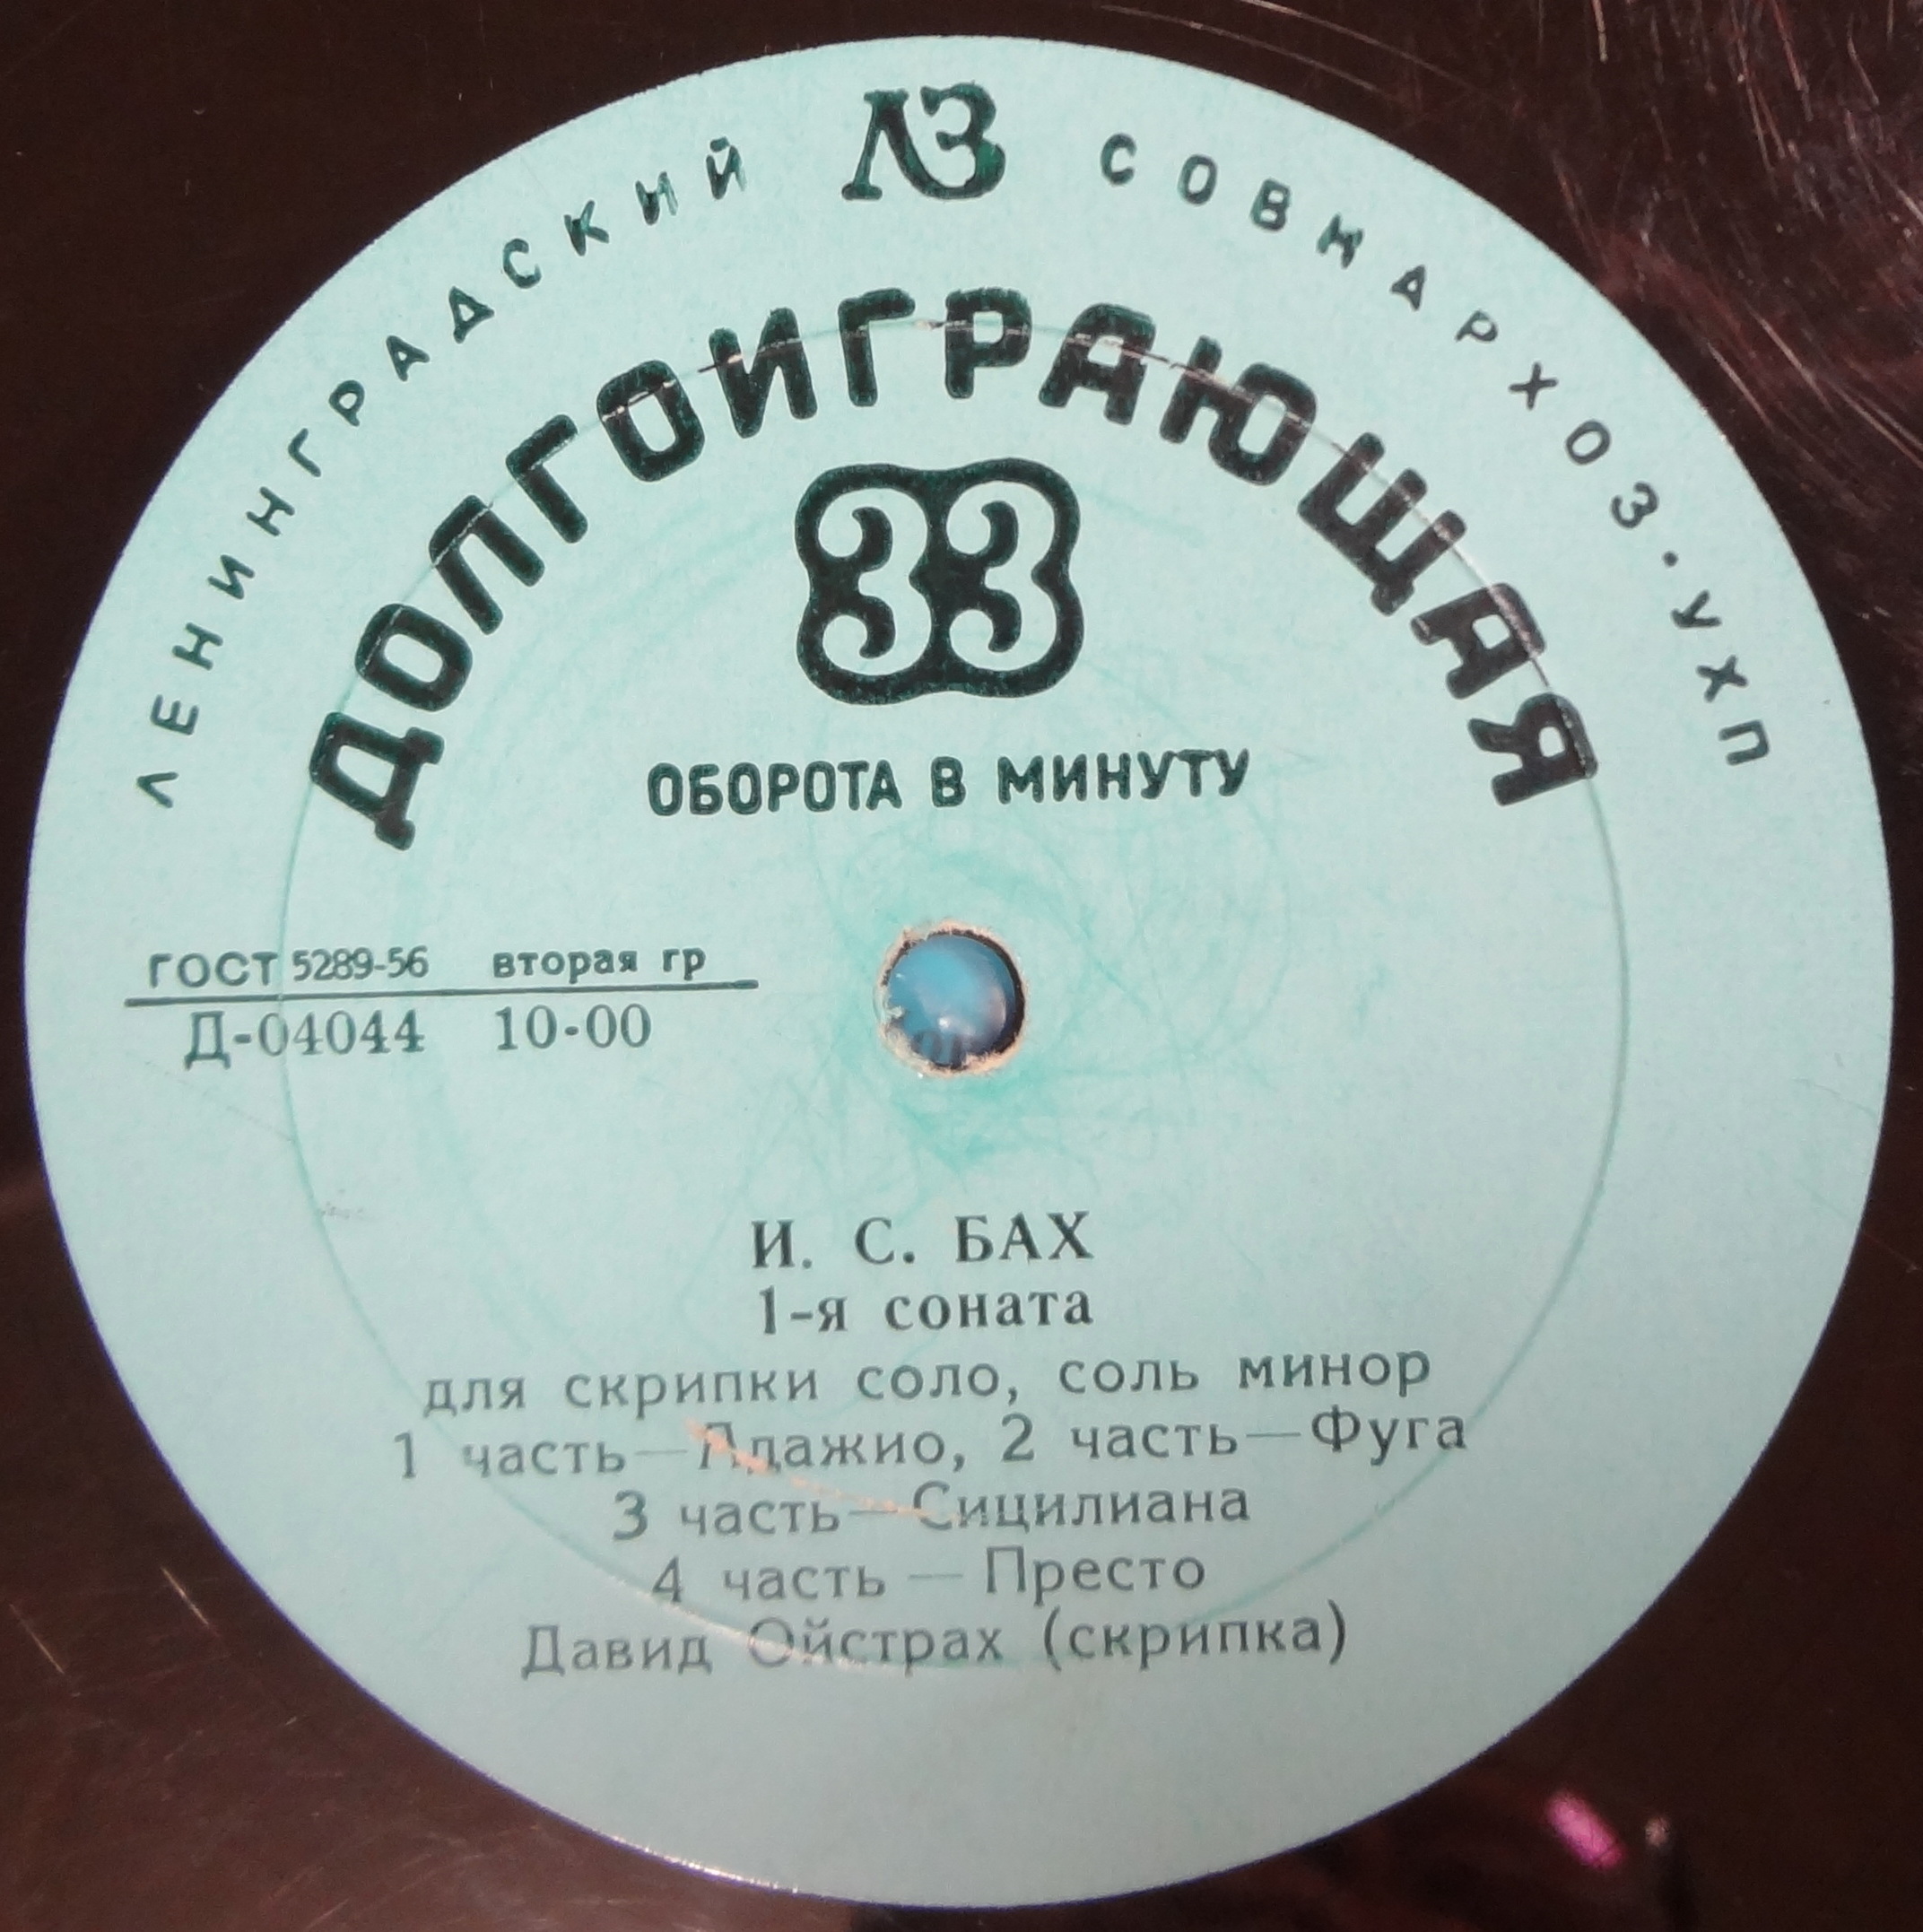 ЛЕНИНГРАДСКИЙ ЛЗ СОВНАРХОЗ·УХП
ДОЛГОИГРАЮЩАЯ
33
ОБОРОТА В МИНУТУ
ГОСТ 5289-56 вторая гр
Д-04044 10-00
И. С. БАХ
1-я соната
для скрипки соло, соль минор
1 часть—Адажио, 2 часть—Фуга
3 часть—Сицилиана
4 часть — Престо
Давид Ойстрах (скрипка)